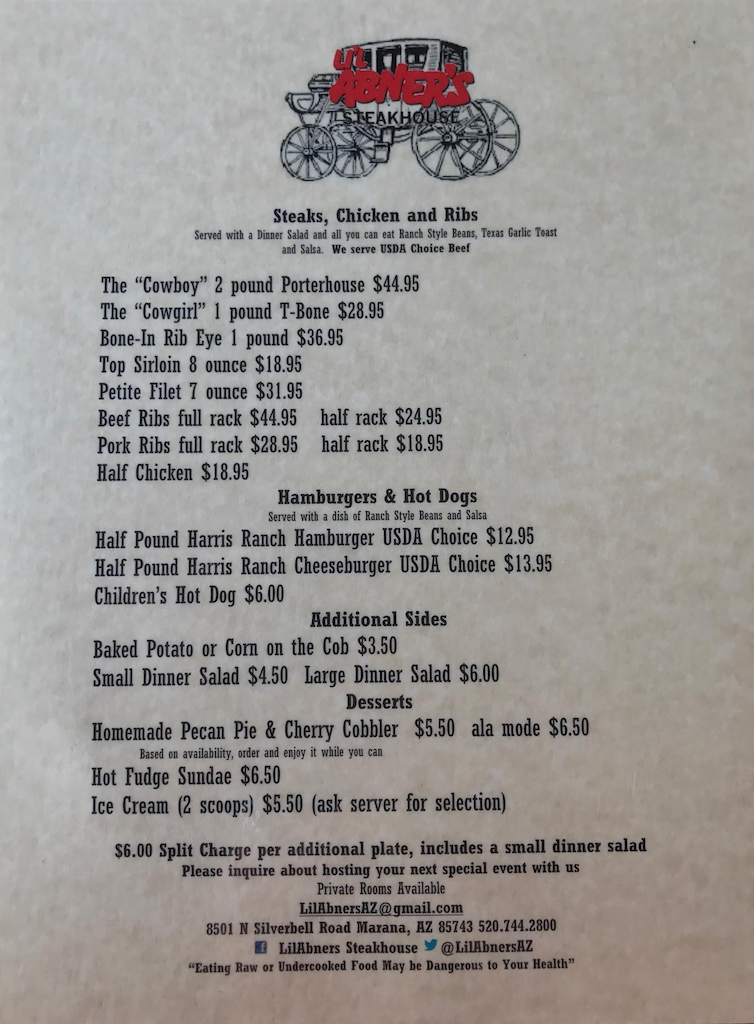 LI'L
ABNER'S
STEAKHOUSE
Steaks, Chicken and Ribs
Served with a Dinner Salad and all you can eat Ranch Style Beans, Texas Garlic Toast
and Salsa. We serve USDA Choice Beef
The “Cowboy” 2 pound Porterhouse $44.95
The “Cowgirl” 1 pound T-Bone $28.95
Bone-In Rib Eye 1 pound $36.95
Top Sirloin 8 ounce $18.95
Petite Filet 7 ounce $31.95
Beef Ribs full rack $44.95 half rack $24.95
Pork Ribs full rack $28.95 half rack $18.95
Half Chicken $18.95
Hamburgers & Hot Dogs
Served with a dish of Ranch Style Beans and Salsa
Half Pound Harris Ranch Hamburger USDA Choice $12.95
Half Pound Harris Ranch Cheeseburger USDA Choice $13.95
Children’s Hot Dog $6.00
Additional Sides
Baked Potato or Corn on the Cob $3.50
Small Dinner Salad $4.50 Large Dinner Salad $6.00
Desserts
Homemade Pecan Pie & Cherry Cobbler $5.50 ala mode $6.50
Based on availability, order and enjoy it while you can
Hot Fudge Sundae $6.50
Ice Cream (2 scoops) $5.50 (ask server for selection)
$6.00 Split Charge per additional plate, includes a small dinner salad
Please inquire about hosting your next special event with us
Private Rooms Available
LilAbnersAZ@gmail.com
8501 N Silverbell Road Marana, AZ 85743 520.744.2800
LilAbners Steakhouse @LilAbnersAZ
“Eating Raw or Undercooked Food May be Dangerous to Your Health”